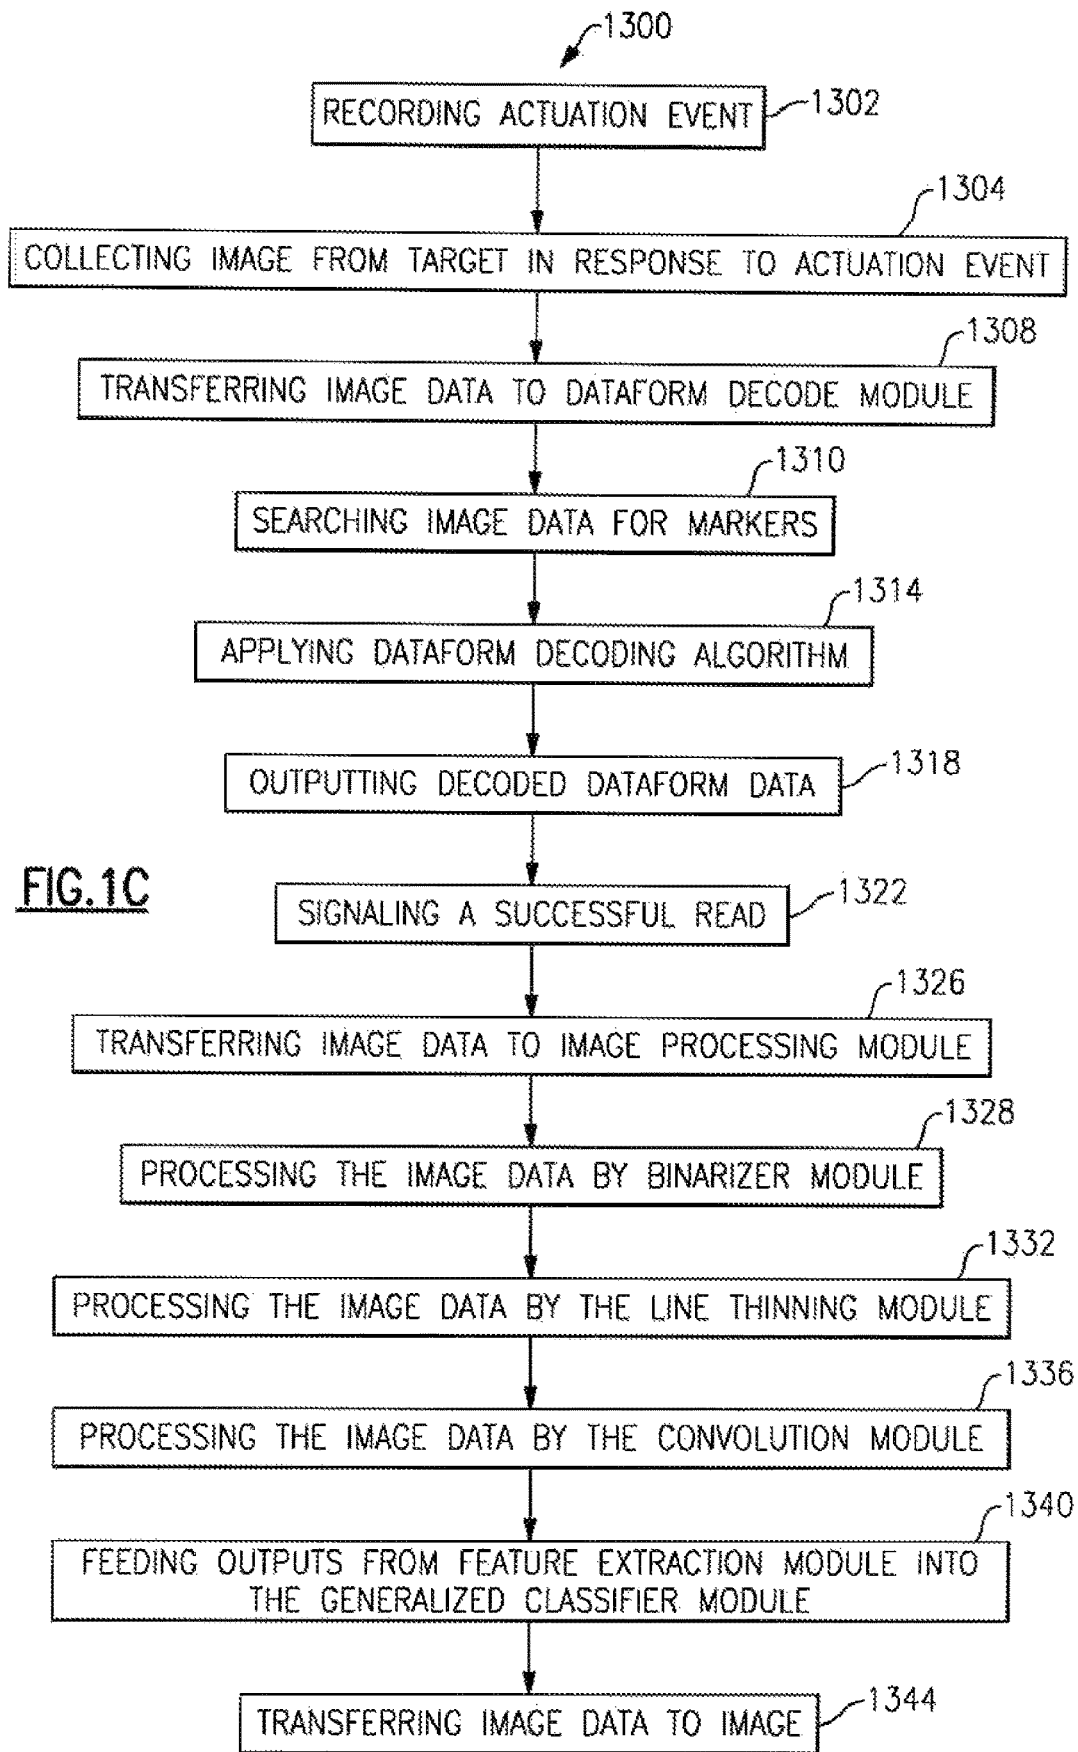 1300
RECORDING ACTUATION EVENT
1302
1304
COLLECTING IMAGE FROM TARGET IN RESPONSE TO ACTUATION EVENT
1308
TRANSFERRING IMAGE DATA TO DATAFORM DECODE MODULE
1310
SEARCHING IMAGE DATA FOR MARKERS
1314
APPLYING DATAFORM DECODING ALGORITHM
1318
OUTPUTTING DECODED DATAFORM DATA
FIG.1C
1322
SIGNALING A SUCCESSFUL READ
1326
TRANSFERRING IMAGE DATA TO IMAGE PROCESSING MODULE
1328
PROCESSING THE IMAGE DATA BY BINARIZER MODULE
1332
PROCESSING THE IMAGE DATA BY THE LINE THINNING MODULE
1336
PROCESSING THE IMAGE DATA BY THE CONVOLUTION MODULE
1340
FEEDING OUTPUTS FROM FEATURE EXTRACTION MODULE INTO
THE GENERALIZED CLASSIFIER MODULE
1344
TRANSFERRING IMAGE DATA TO IMAGE